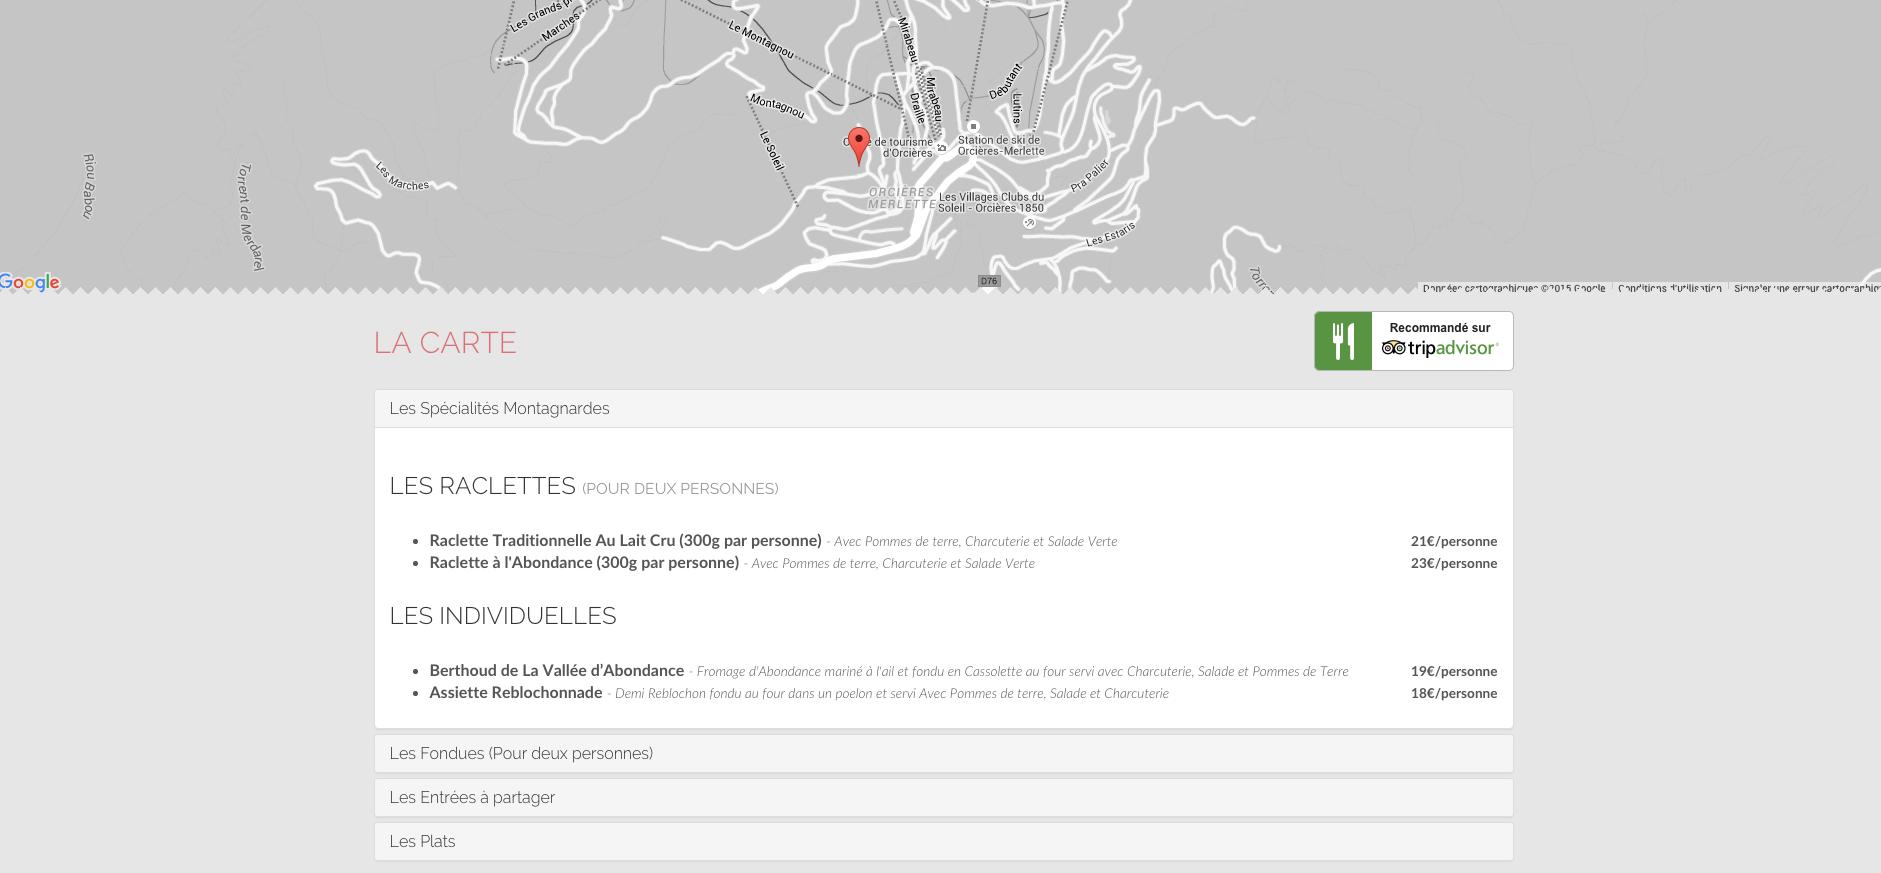 Les Grands p
Marches
Le Montagnou
Mirabeau
Mirabeau
Draille
Débutant
Lutins
Montagnou
Le Soleil
de tourisme
d'Orcières
Station de ski de
Orcières-Merlette
Riou Babou
Torrent de Merdarel
Les Marches
Pra Palier
ORCIÈRES
MERLETTE
Les Villages Clubs du
Soleil - Orcières 1850
Les Estaris
D76
Google
Données cartographiques ©2015 Google
Conditions d'utilisation
Signaler une erreur cartographiq
LA CARTE
Recommandé sur
tripadvisor®
Les Spécialités Montagnardes
LES RACLETTES (POUR DEUX PERSONNES)
Raclette Traditionnelle Au Lait Cru (300g par personne) - Avec Pommes de terre, Charcuterie et Salade Verte 21€/personne
Raclette à l'Abondance (300g par personne) - Avec Pommes de terre, Charcuterie et Salade Verte 23€/personne
LES INDIVIDUELLES
Berthoud de La Vallée d'Abondance - Fromage d'Abondance mariné à l'ail et fondu en Cassolette au four servi avec Charcuterie, Salade et Pommes de Terre 19€/personne
Assiette Reblochonnade - Demi Reblochon fondu au four dans un poelon et servi Avec Pommes de terre, Salade et Charcuterie 18€/personne
Les Fondues (Pour deux personnes)
Les Entrées à partager
Les Plats